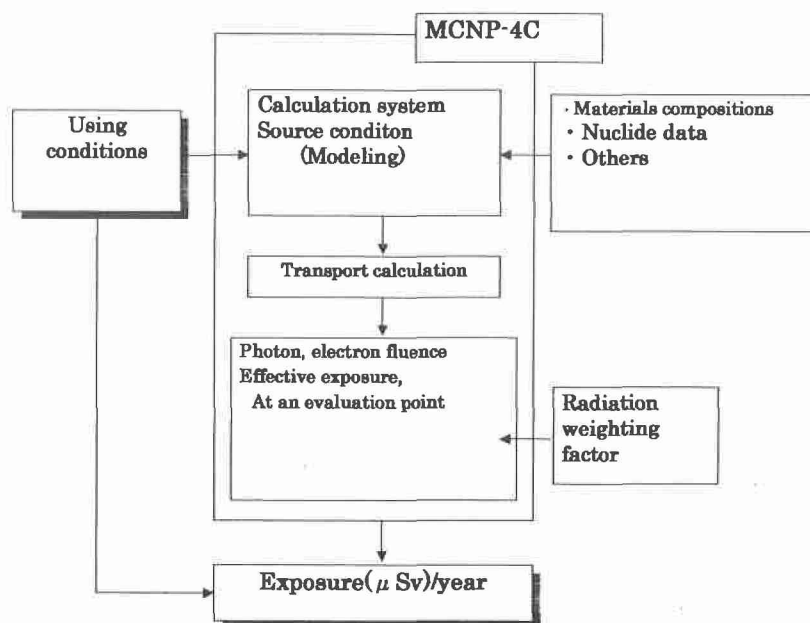 MCNP-4C
Using
conditions
Calculation system
Source conditon
(Modeling)
· Materials compositions
・ Nuclide data
・ Others
Transport calculation
Photon, electron fluence
Effective exposure,
At an evaluation point
Radiation
weighting
factor
Exposure(μ Sv)/year